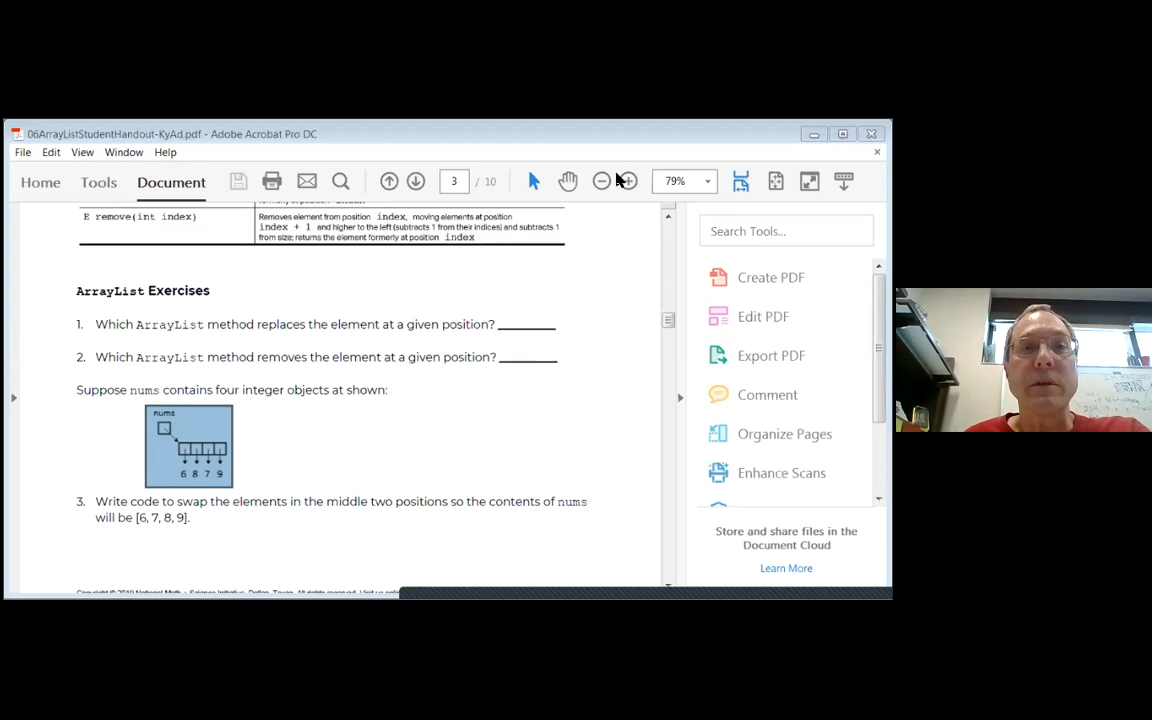 06ArrayListStudentHandout-KyAd.pdf - Adobe Acrobat Pro DC
File Edit View Window Help
Home Tools Document 3 / 10 79%
E remove(int index) Removes element from position index, moving elements at position
index + 1 and higher to the left (subtracts 1 from their indices) and subtracts 1
from size; returns the element formerly at position index
ArrayList Exercises
1. Which ArrayList method replaces the element at a given position? ________
2. Which ArrayList method removes the element at a given position? ________
Suppose nums contains four integer objects at shown:
nums
6 8 7 9
3. Write code to swap the elements in the middle two positions so the contents of nums
will be [6, 7, 8, 9].
Search Tools...
Create PDF
Edit PDF
Export PDF
Comment
Organize Pages
Enhance Scans
Store and share files in the
Document Cloud
Learn More